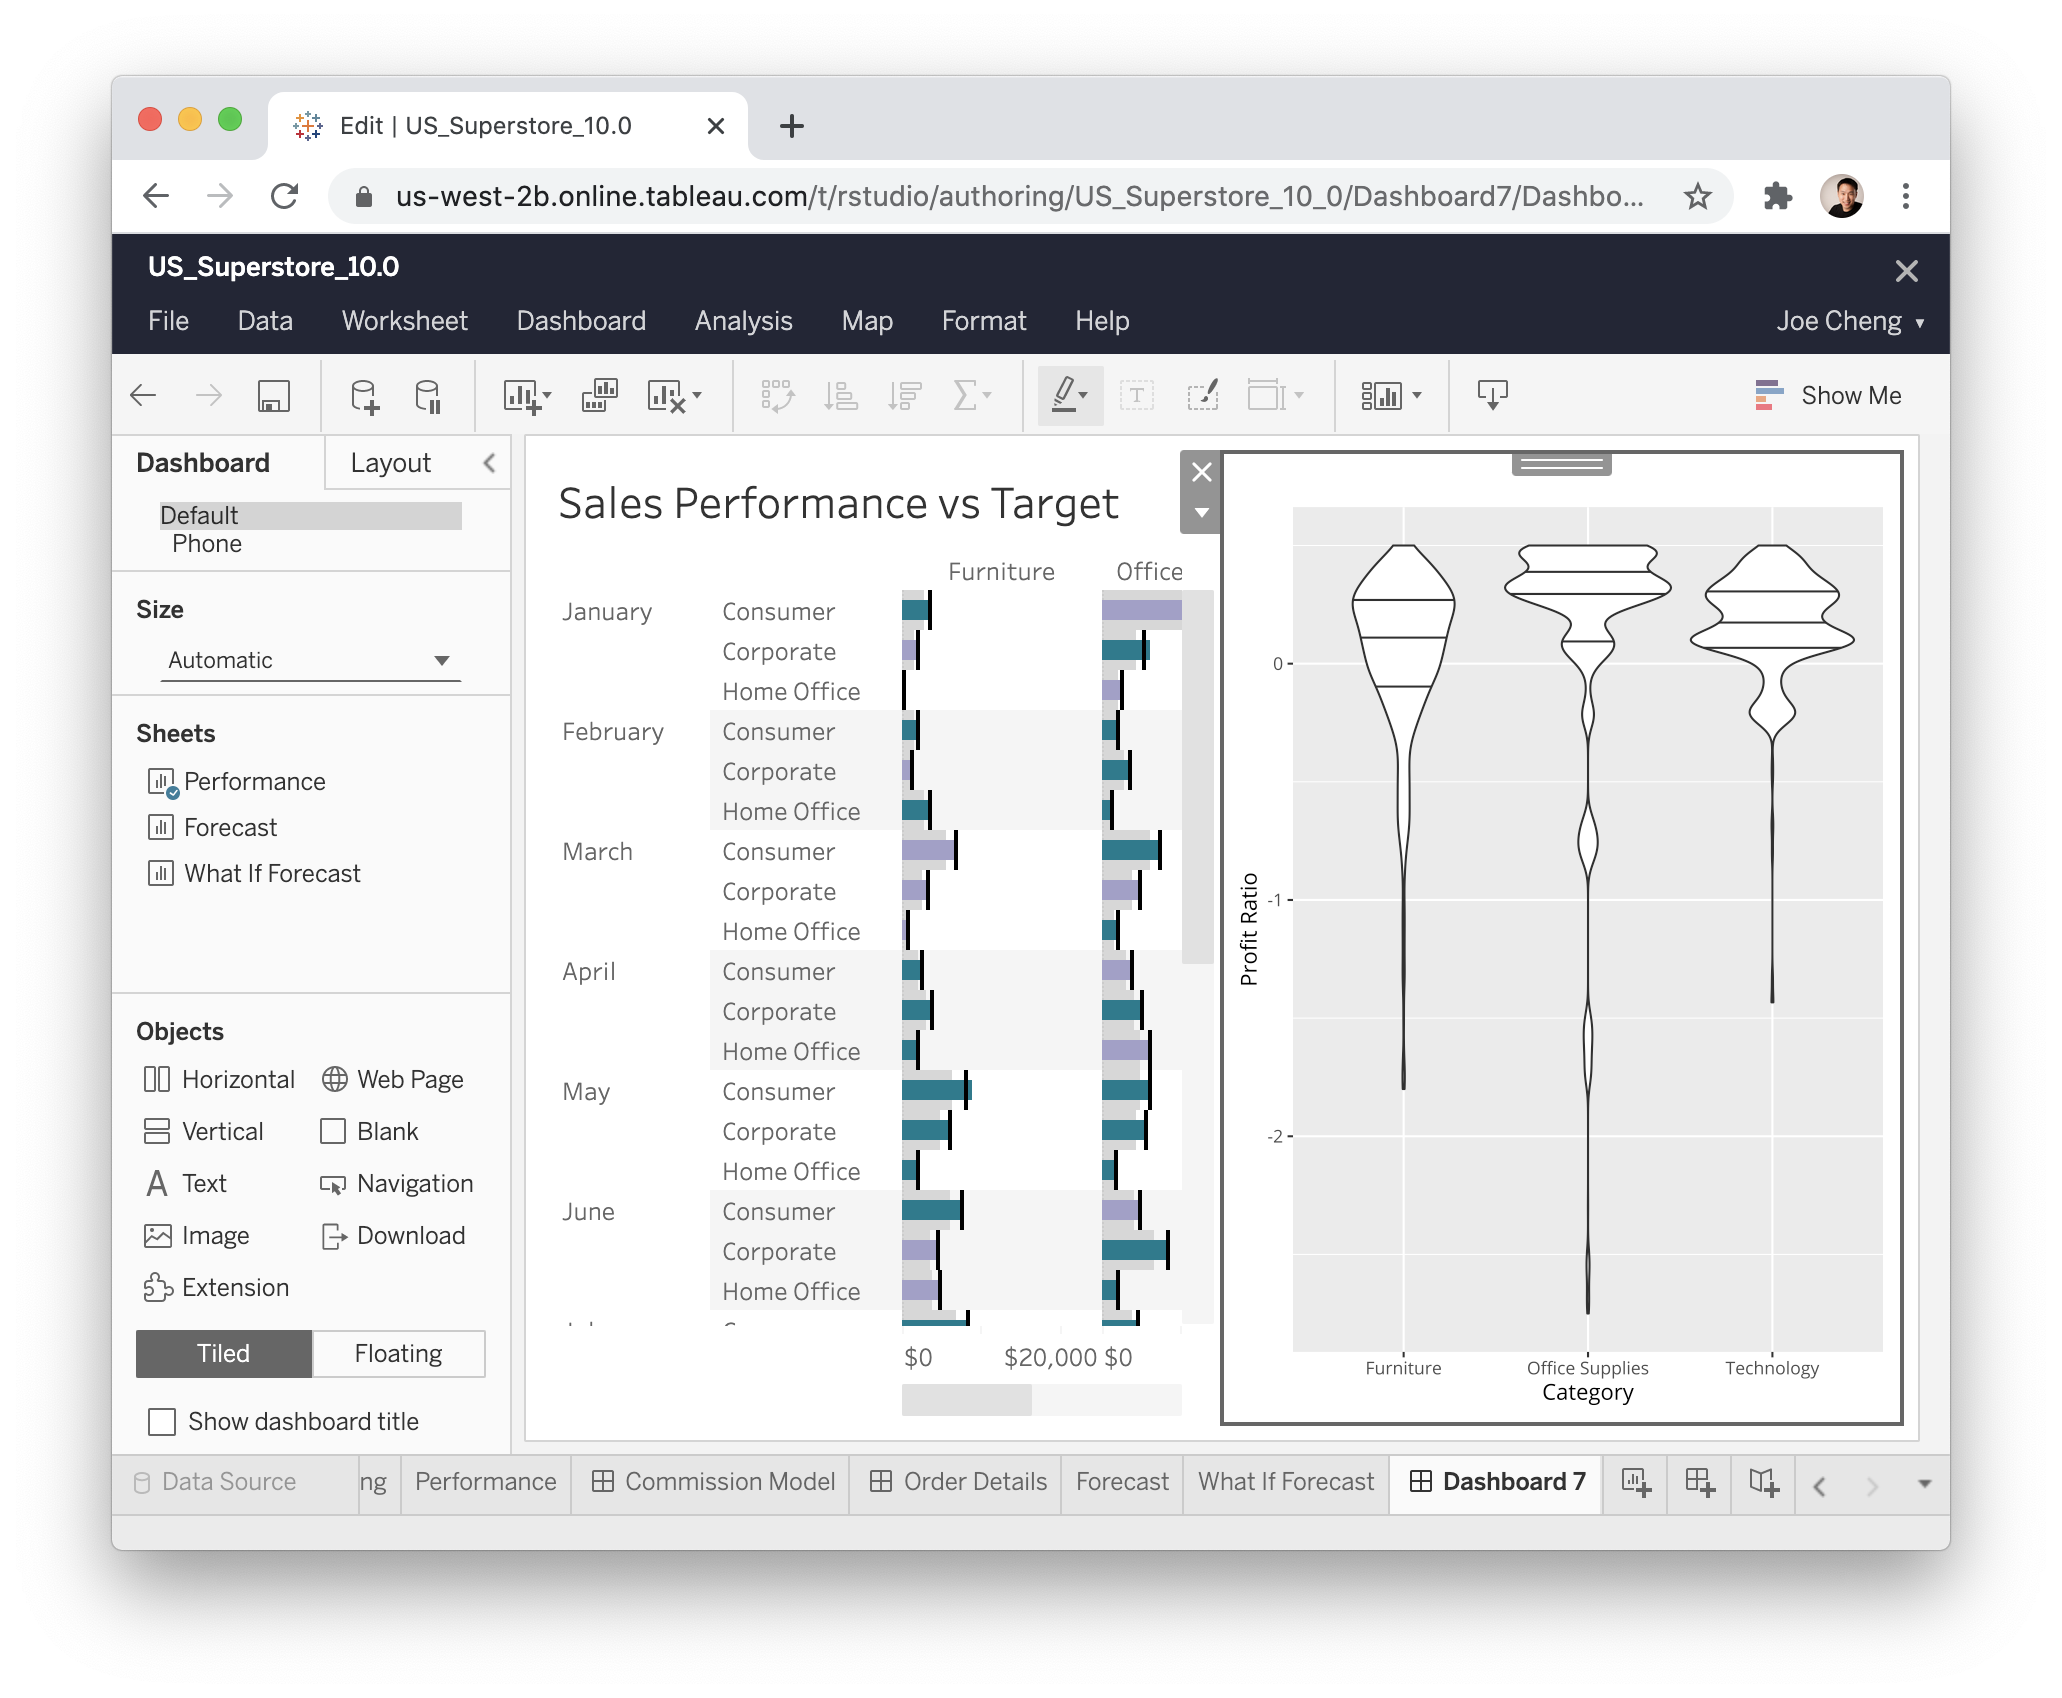 Edit | US_Superstore_10.0
us-west-2b.online.tableau.com/t/rstudio/authoring/US_Superstore_10_0/Dashboard7/Dashbo...
US_Superstore_10.0
File Data Worksheet Dashboard Analysis Map Format Help Joe Cheng
Show Me
Dashboard Layout
Default
Phone
Size
Automatic
Sheets
Performance
Forecast
What If Forecast
Objects
Horizontal Web Page
Vertical Blank
Text Navigation
Image Download
Extension
Tiled Floating
Show dashboard title
Sales Performance vs Target
Furniture Office
January Consumer
Corporate
Home Office
February Consumer
Corporate
Home Office
March Consumer
Corporate
Home Office
April Consumer
Corporate
Home Office
May Consumer
Corporate
Home Office
June Consumer
Corporate
Home Office
$0 $20,000 $0
Profit Ratio
0
-1
-2
Furniture Office Supplies Technology
Category
Data Source ng Performance Commission Model Order Details Forecast What If Forecast Dashboard 7